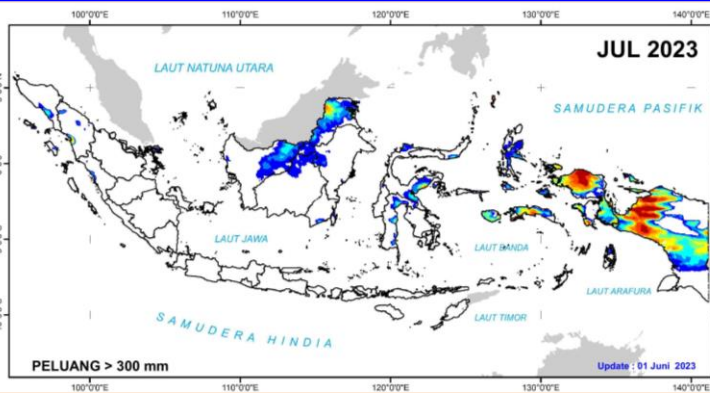 100°0'0"E 110°0'0"E 120°0'0"E 130°0'0"E 140°0'0"E
JUL 2023
LAUT NATUNA UTARA
SAMUDERA PASIFIK
LAUT JAWA
LAUT BANDA
LAUT ARAFURA
SAMUDERA HINDIA
LAUT TIMOR
PELUANG > 300 mm
Update : 01 Juni 2023
100°0'0"E 110°0'0"E 120°0'0"E 130°0'0"E 140°0'0"E